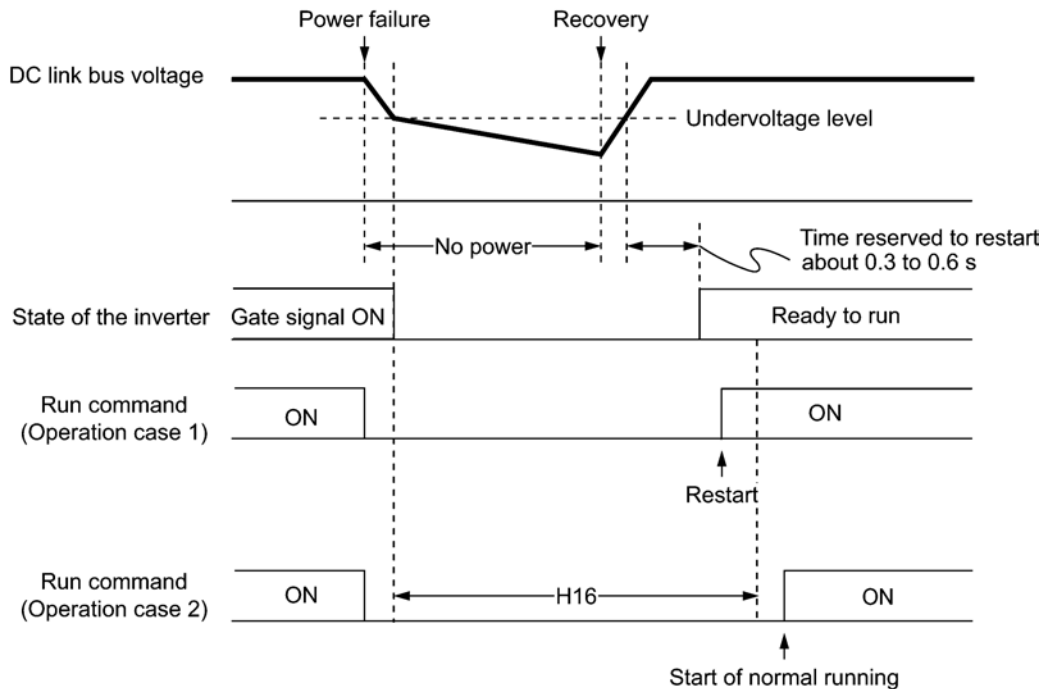 Power failure
Recovery
DC link bus voltage
Undervoltage level
No power
Time reserved to restart
about 0.3 to 0.6 s
State of the inverter
Gate signal ON
Ready to run
Run command
(Operation case 1)
ON
ON
Restart
Run command
(Operation case 2)
ON
H16
ON
Start of normal running